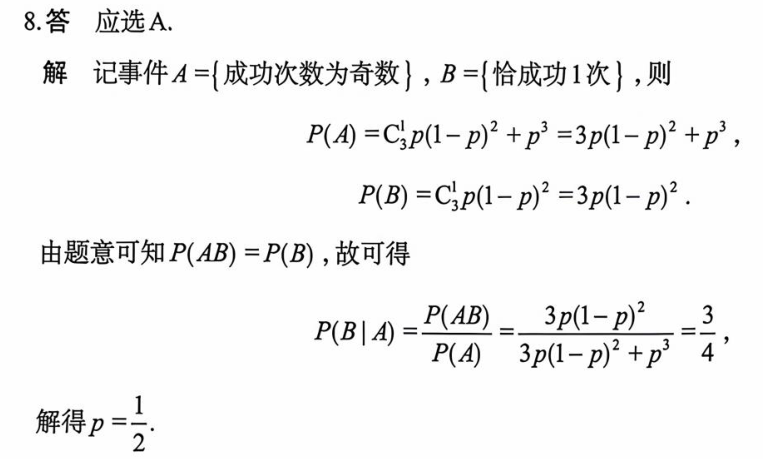 8.答 应选A.
解 记事件A={成功次数为奇数},B={恰成功1次},则
P(A)=C₃¹p(1−p)²+p³=3p(1−p)²+p³,
P(B)=C₃¹p(1−p)²=3p(1−p)².
由题意可知P(AB)=P(B),故可得
P(B|A)=P(AB)/P(A)=3p(1−p)²/(3p(1−p)²+p³)=3/4,
解得p=1/2.